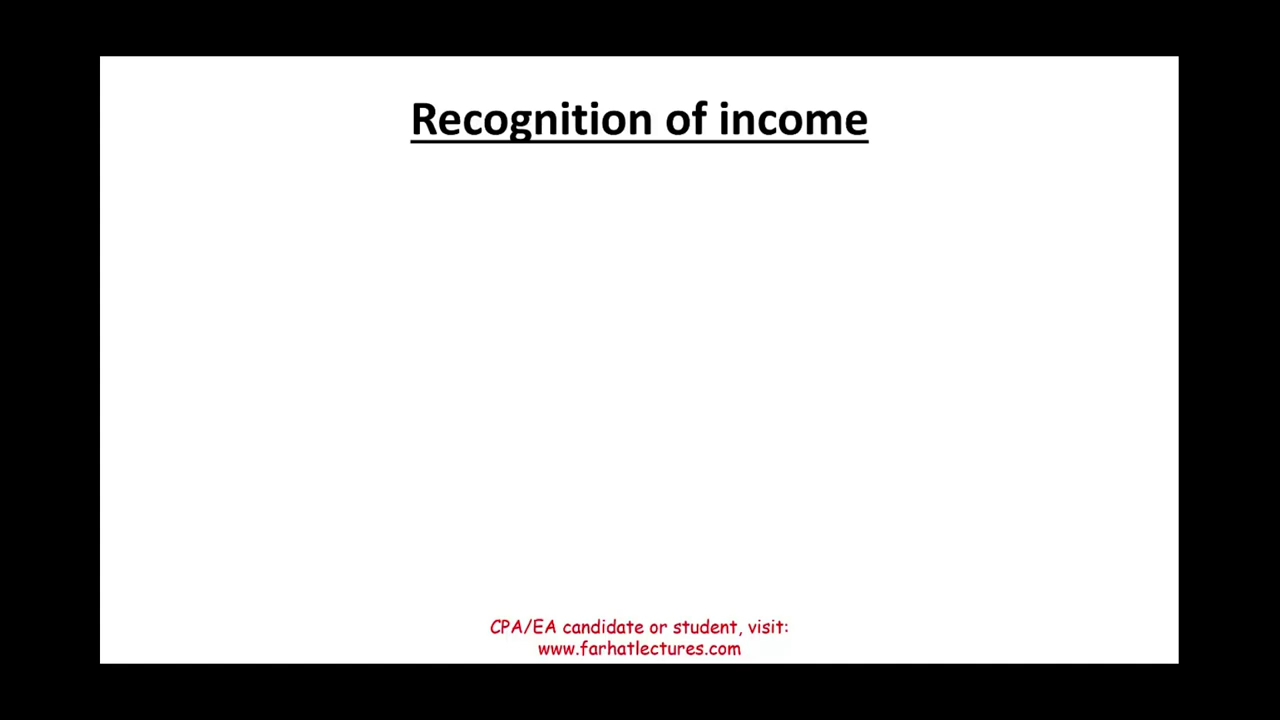 Recognition of income
CPA/EA candidate or student, visit:
www.farhatlectures.com